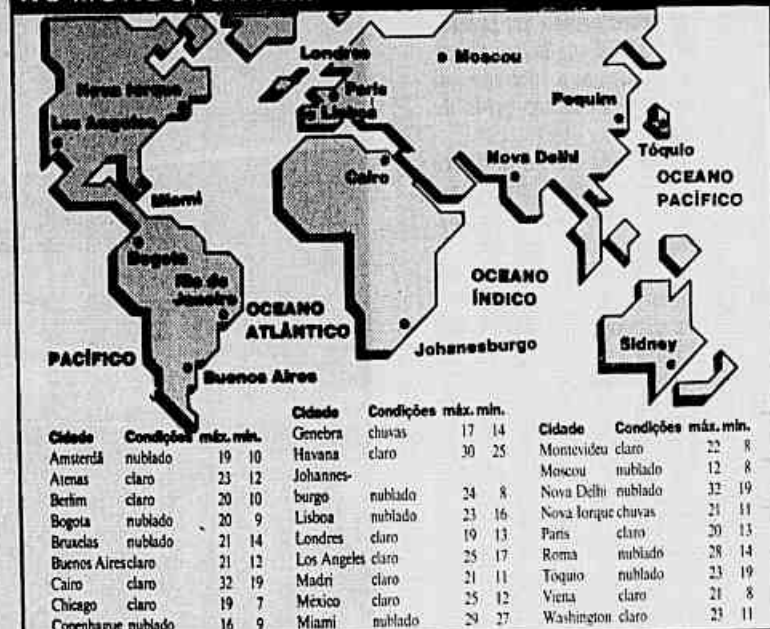 Londres
Moscou
Nova Iorque
Paris
Pequim
Los Angeles
Lisboa
Tóquio
Nova Delhi
Cairo
OCEANO
PACÍFICO
Miami
Bogota
OCEANO
ÍNDICO
Rio de
Janeiro
OCEANO
ATLÂNTICO
PACÍFICO
Johanesburgo
Sidney
Buenos Aires
Cidade Condições máx. min.
Amsterdã nublado 19 10
Atenas claro 23 12
Berlim claro 20 10
Bogota nublado 20 9
Bruxelas nublado 21 14
Buenos Aires claro 21 12
Cairo claro 32 19
Chicago claro 19 7
Copenhague nublado 16 9
Cidade Condições máx. min.
Genebra chuvas 17 14
Havana claro 30 25
Johannes-
burgo nublado 24 8
Lisboa nublado 23 16
Londres claro 19 13
Los Angeles claro 25 17
Madri claro 21 11
México claro 25 12
Miami nublado 29 27
Cidade Condições máx. min.
Montevideu claro 22 8
Moscou nublado 12 8
Nova Delhi nublado 32 19
Nova Iorque chuvas 21 11
Paris claro 20 13
Roma nublado 28 14
Toquio nublado 23 19
Viena claro 21 8
Washington claro 23 11